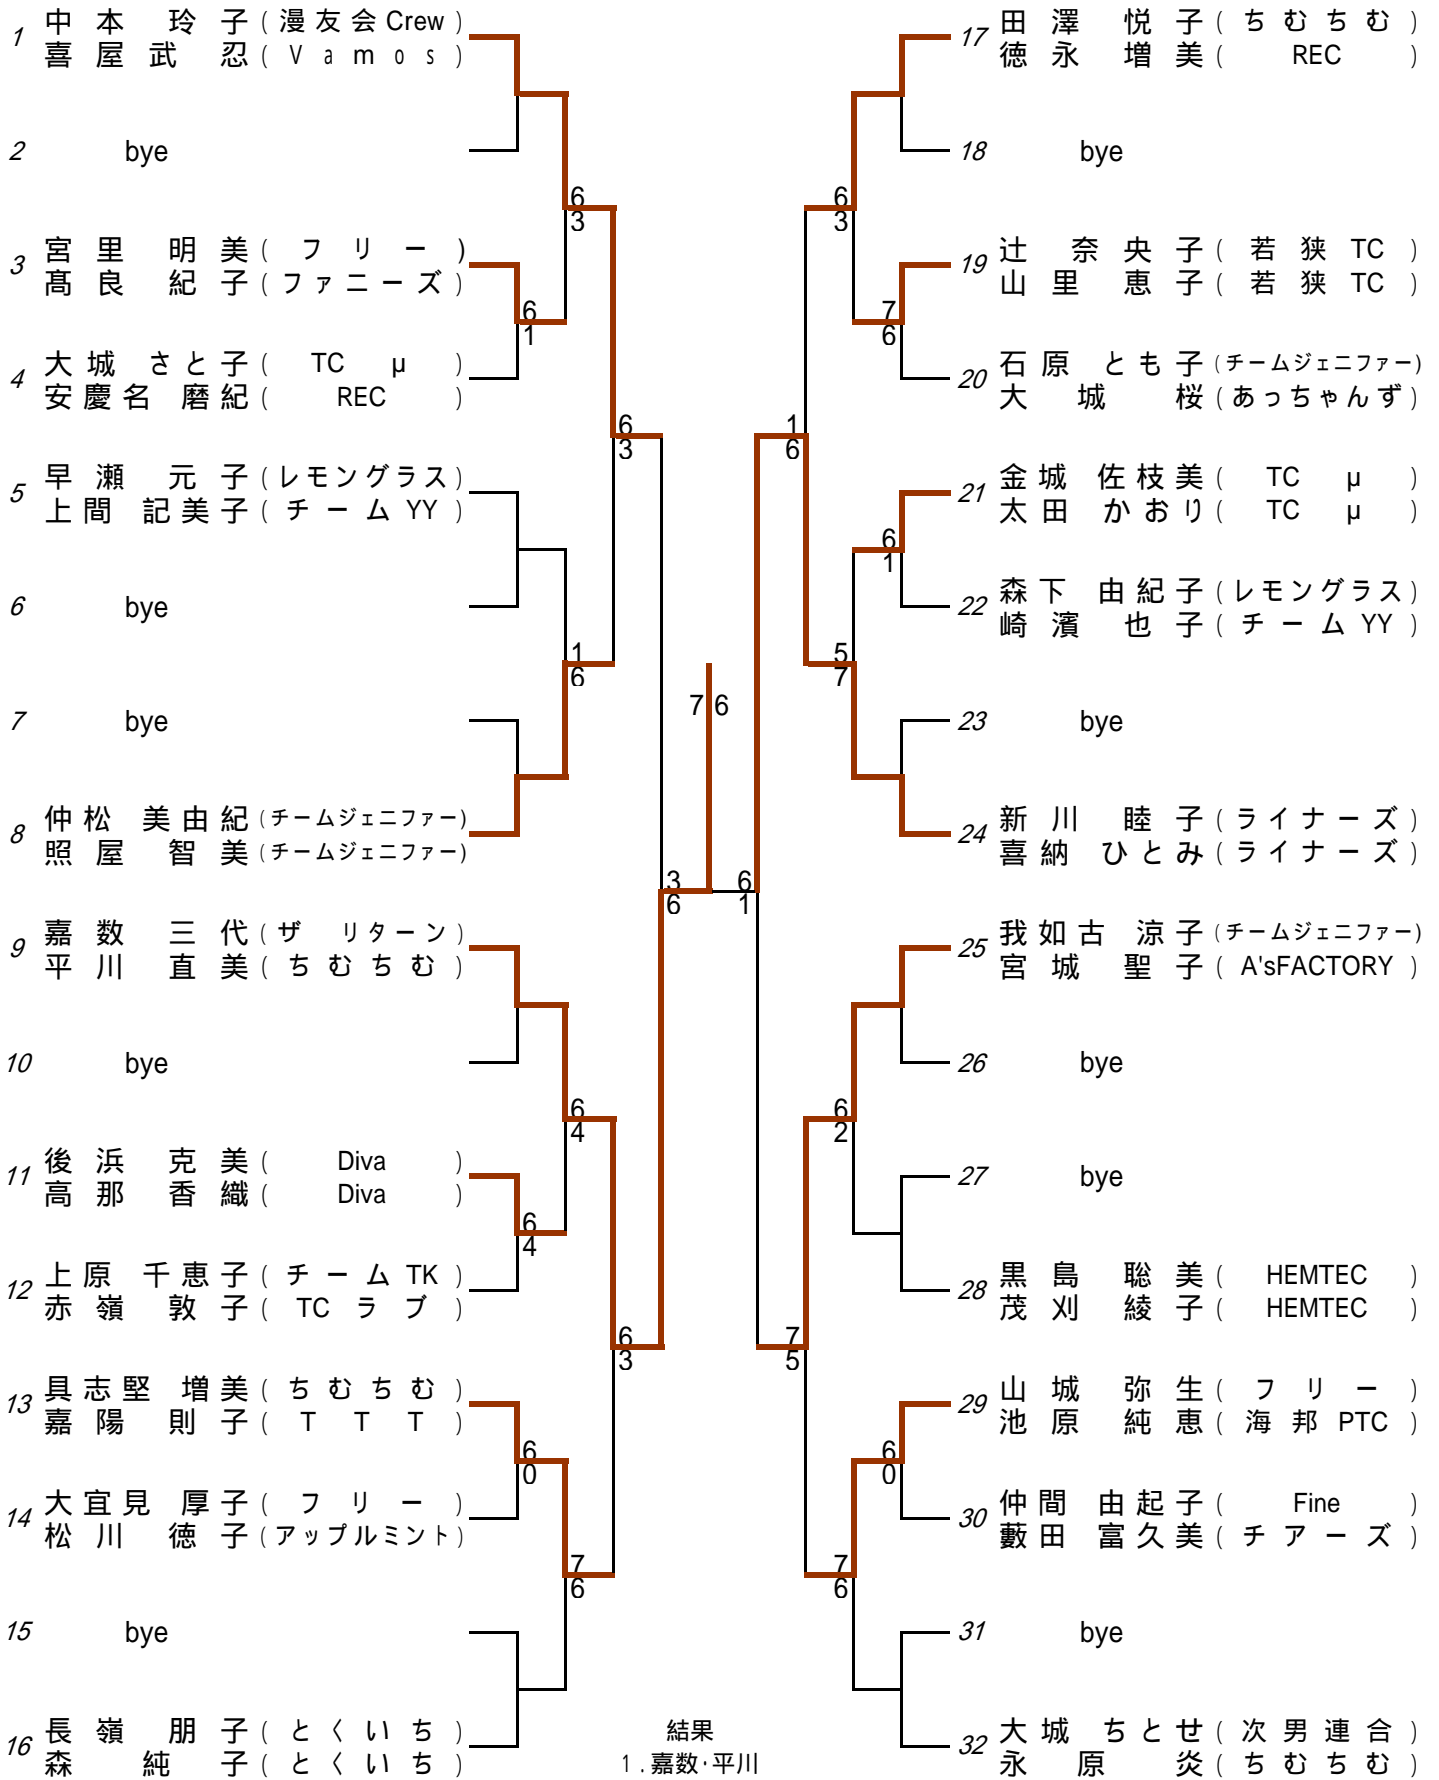 1 中本 玲子 (漫友会Crew)
喜屋武 忍 (Vamos)
2 bye
3 宮里 明美 (フリー)
髙良 紀子 (ファニーズ)
6
1
4 大城 さと子 (TC μ)
安慶名 磨紀 (REC)
6
3
5 早瀬 元子 (レモングラス)
上間 記美子 (チームYY)
6 bye
7 bye
8 仲松 美由紀 (チームジェニファー)
照屋 智美 (チームジェニファー)
1
6
6
3
9 嘉数 三代 (ザ リターン)
平川 直美 (ちむちむ)
10 bye
11 後浜 克美 (Diva)
高那 香織 (Diva)
6
4
12 上原 千恵子 (チームTK)
赤嶺 敦子 (TCラブ)
6
4
13 具志堅 増美 (ちむちむ)
嘉陽 則子 (TTT)
6
0
14 大宜見 厚子 (フリー)
松川 徳子 (アップルミント)
15 bye
16 長嶺 朋子 (とくいち)
森 純子 (とくいち)
7
6
6
3
3
6
7 6
17 田澤 悦子 (ちむちむ)
徳永 増美 (REC)
18 bye
19 辻 奈央子 (若狭TC)
山里 恵子 (若狭TC)
7
6
20 石原 とも子 (チームジェニファー)
大城 桜 (あっちゃんず)
6
3
21 金城 佐枝美 (TC μ)
太田 かおり (TC μ)
6
1
22 森下 由紀子 (レモングラス)
崎濱 也子 (チームYY)
23 bye
24 新川 睦子 (ライナーズ)
喜納 ひとみ (ライナーズ)
5
7
1
6
25 我如古 涼子 (チームジェニファー)
宮城 聖子 (A'sFACTORY)
26 bye
27 bye
28 黒島 聡美 (HEMTEC)
茂刈 綾子 (HEMTEC)
6
2
29 山城 弥生 (フリー)
池原 純恵 (海邦PTC)
6
0
30 仲間 由起子 (Fine)
藪田 富久美 (チアーズ)
31 bye
32 大城 ちとせ (次男連合)
永原 炎 (ちむちむ)
7
6
7
5
6
1
結果
1.嘉数･平川